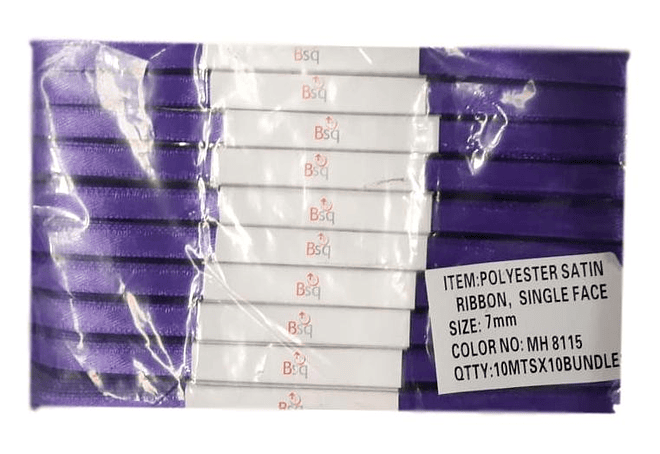 Bsq
Bsq
Bsq
Bsq
Bsq
Bsq
Bsq
Bsq
Bsq
Bsq
ITEM:POLYESTER SATIN
RIBBON, SINGLE FACE
SIZE: 7mm
COLOR NO: MH 8115
QTTY:10MTSX10BUNDLE